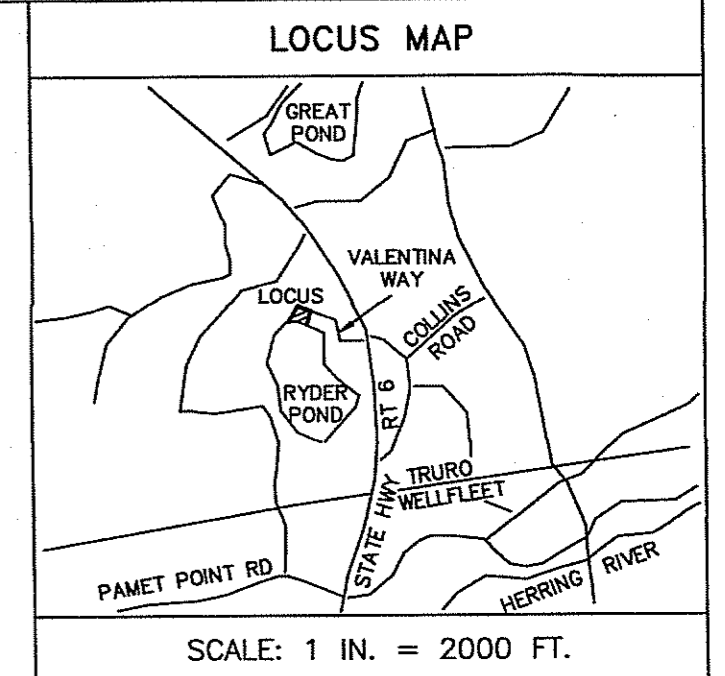 LOCUS MAP
GREAT
POND
VALENTINA
WAY
LOCUS
COLLINS
ROAD
RYDER
POND
STATE HWY RT 6
TRURO
WELLFLEET
PAMET POINT RD
HERRING RIVER
SCALE: 1 IN. = 2000 FT.